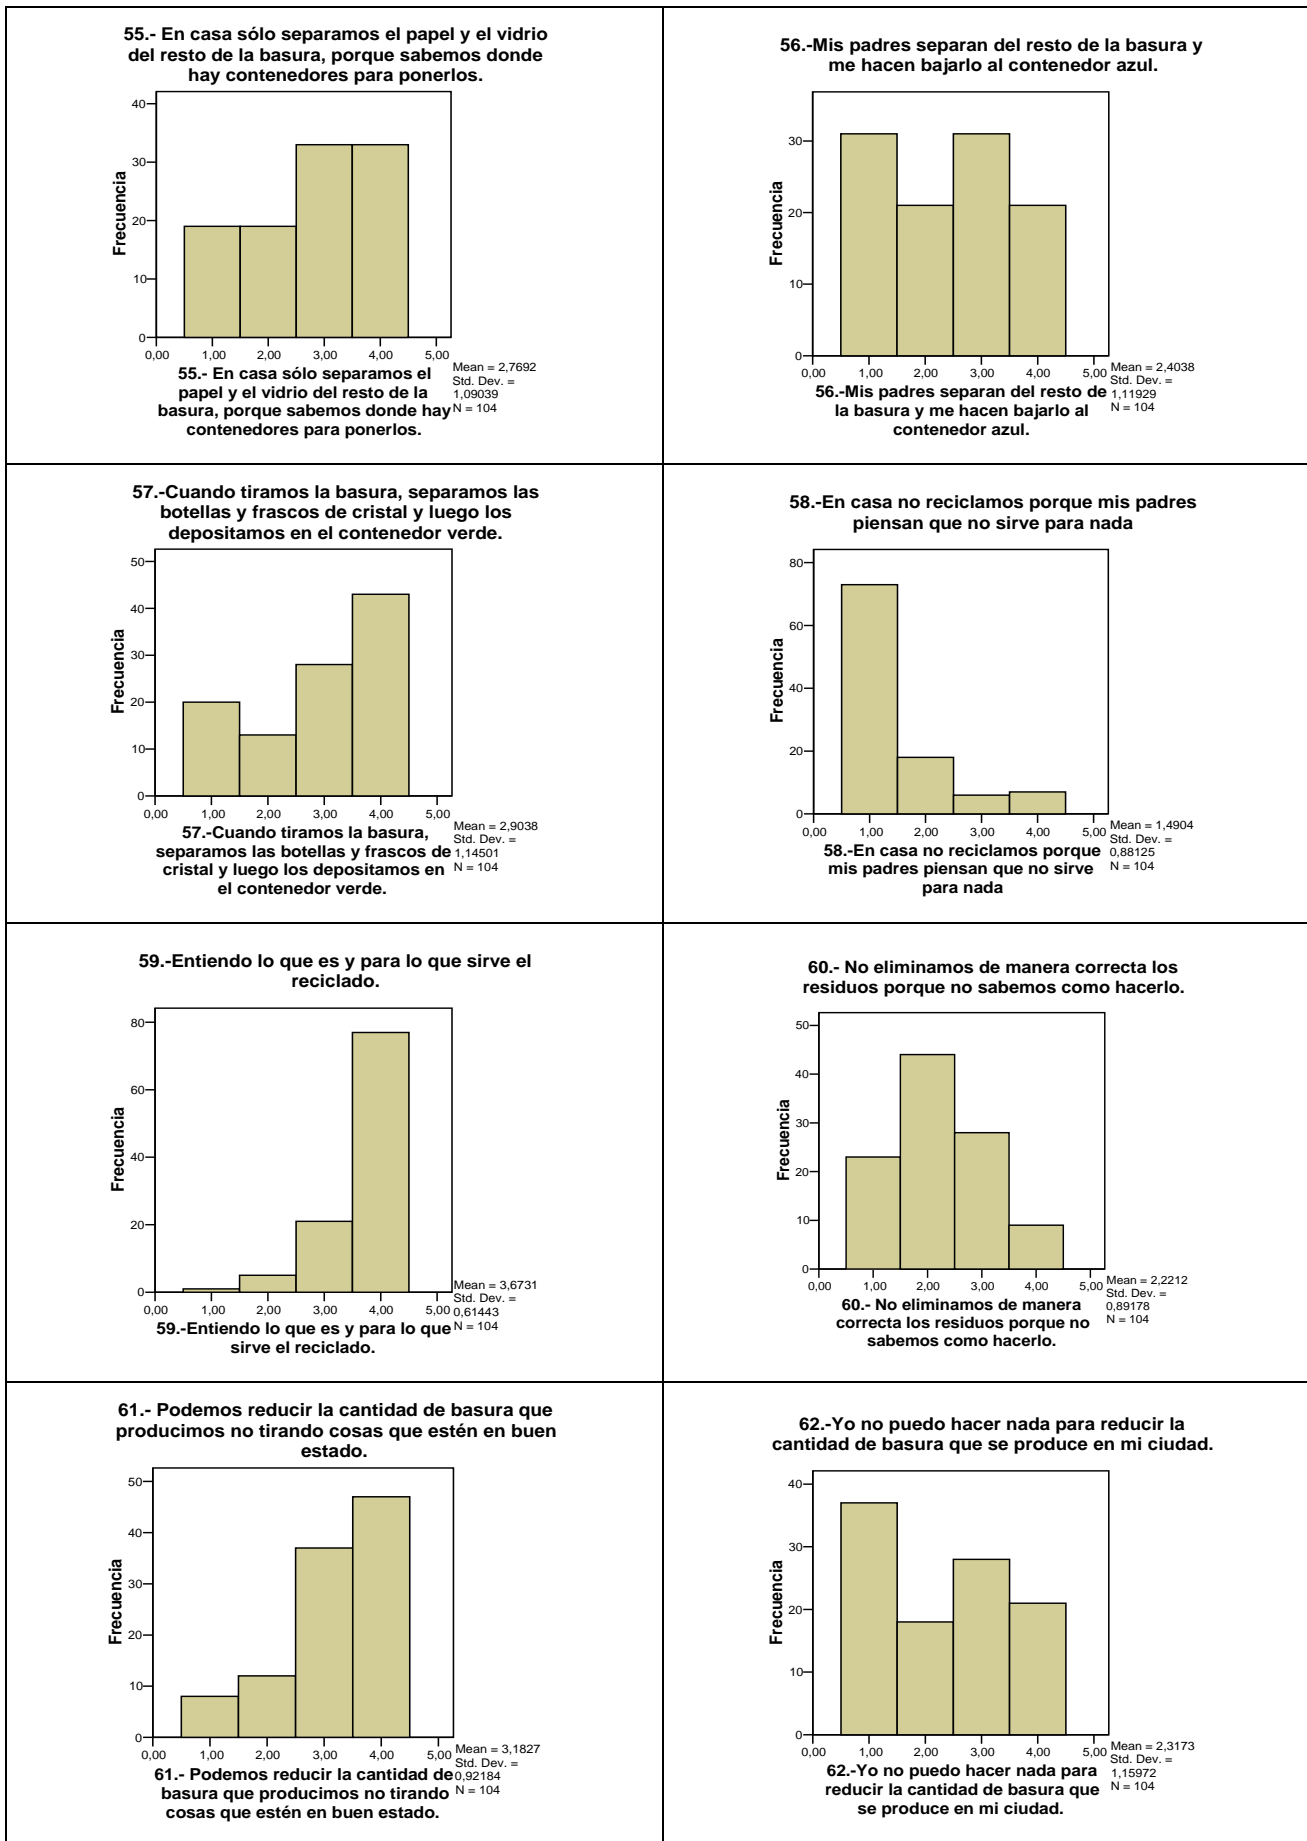 55.- En casa sólo separamos el papel y el vidrio
del resto de la basura, porque sabemos donde
hay contenedores para ponerlos.
40
30
20
10
0
Frecuencia
0,00 1,00 2,00 3,00 4,00 5,00
55.- En casa sólo separamos el
papel y el vidrio del resto de la
basura, porque sabemos donde hay
contenedores para ponerlos.
Mean = 2,7692
Std. Dev. =
1,09039
N = 104
56.-Mis padres separan del resto de la basura y
me hacen bajarlo al contenedor azul.
30
20
10
0
Frecuencia
0,00 1,00 2,00 3,00 4,00 5,00
56.-Mis padres separan del resto de
la basura y me hacen bajarlo al
contenedor azul.
Mean = 2,4038
Std. Dev. =
1,11929
N = 104
57.-Cuando tiramos la basura, separamos las
botellas y frascos de cristal y luego los
depositamos en el contenedor verde.
50
40
30
20
10
0
Frecuencia
0,00 1,00 2,00 3,00 4,00 5,00
57.-Cuando tiramos la basura,
separamos las botellas y frascos de
cristal y luego los depositamos en
el contenedor verde.
Mean = 2,9038
Std. Dev. =
1,14501
N = 104
58.-En casa no reciclamos porque mis padres
piensan que no sirve para nada
80
60
40
20
0
Frecuencia
0,00 1,00 2,00 3,00 4,00 5,00
58.-En casa no reciclamos porque
mis padres piensan que no sirve
para nada
Mean = 1,4904
Std. Dev. =
0,88125
N = 104
59.-Entiendo lo que es y para lo que sirve el
reciclado.
80
60
40
20
0
Frecuencia
0,00 1,00 2,00 3,00 4,00 5,00
59.-Entiendo lo que es y para lo que
sirve el reciclado.
Mean = 3,6731
Std. Dev. =
0,61443
N = 104
60.- No eliminamos de manera correcta los
residuos porque no sabemos como hacerlo.
50
40
30
20
10
0
Frecuencia
0,00 1,00 2,00 3,00 4,00 5,00
60.- No eliminamos de manera
correcta los residuos porque no
sabemos como hacerlo.
Mean = 2,2212
Std. Dev. =
0,89178
N = 104
61.- Podemos reducir la cantidad de basura que
producimos no tirando cosas que estén en buen
estado.
50
40
30
20
10
0
Frecuencia
0,00 1,00 2,00 3,00 4,00 5,00
61.- Podemos reducir la cantidad de
basura que producimos no tirando
cosas que estén en buen estado.
Mean = 3,1827
Std. Dev. =
0,92184
N = 104
62.-Yo no puedo hacer nada para reducir la
cantidad de basura que se produce en mi ciudad.
40
30
20
10
0
Frecuencia
0,00 1,00 2,00 3,00 4,00 5,00
62.-Yo no puedo hacer nada para
reducir la cantidad de basura que
se produce en mi ciudad.
Mean = 2,3173
Std. Dev. =
1,15972
N = 104